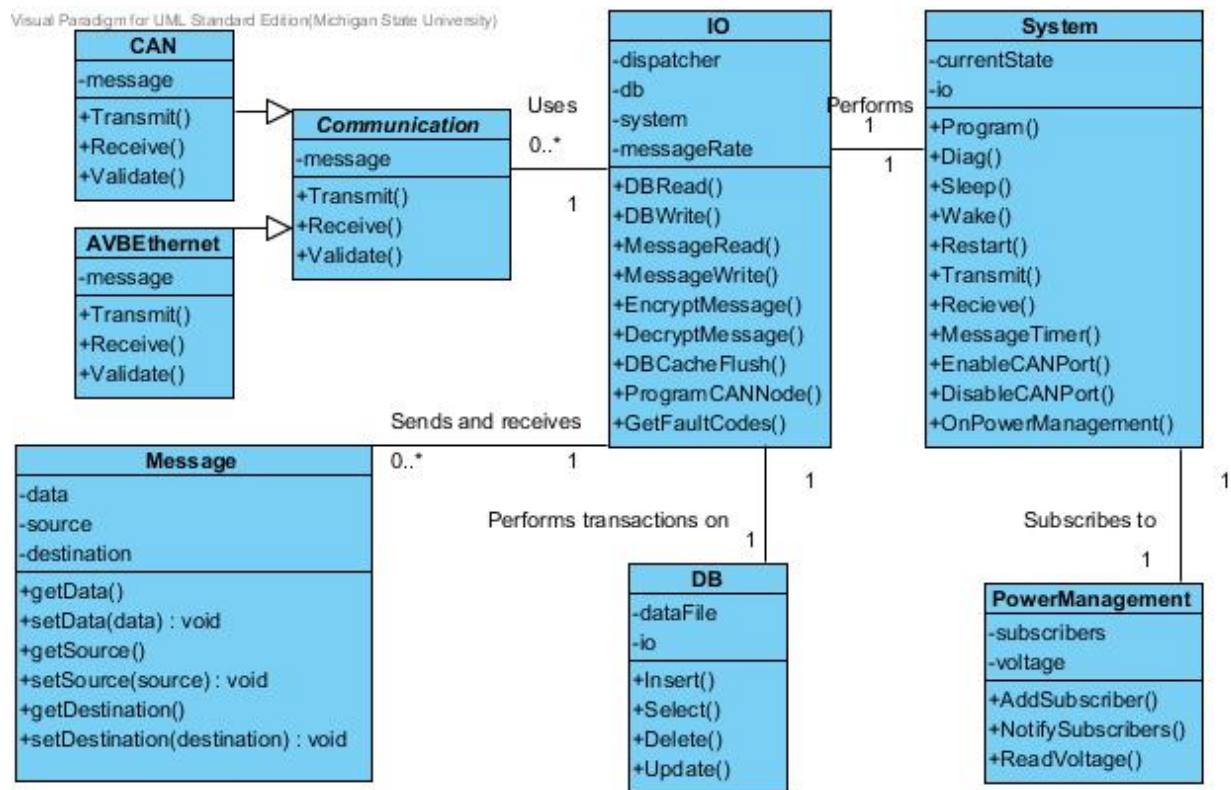 Visual Paradigm for UML Standard Edition(Michigan State University)
CAN
-message
+Transmit()
+Receive()
+Validate()
AVBEthernet
-message
+Transmit()
+Receive()
+Validate()
Communication
-message
+Transmit()
+Receive()
+Validate()
Uses
0..*
1
IO
-dispatcher
-db
-system
-messageRate
+DBRead()
+DBWrite()
+MessageRead()
+MessageWrite()
+EncryptMessage()
+DecryptMessage()
+DBCacheFlush()
+ProgramCANNode()
+GetFaultCodes()
Performs
1
1
System
-currentState
-io
+Program()
+Diag()
+Sleep()
+Wake()
+Restart()
+Transmit()
+Recieve()
+MessageTimer()
+EnableCANPort()
+DisableCANPort()
+OnPowerManagement()
Sends and receives
0..*
1
Message
-data
-source
-destination
+getData()
+setData(data) : void
+getSource()
+setSource(source) : void
+getDestination()
+setDestination(destination) : void
1
Performs transactions on
1
DB
-dataFile
-io
+Insert()
+Select()
+Delete()
+Update()
1
Subscribes to
1
PowerManagement
-subscribers
-voltage
+AddSubscriber()
+NotifySubscribers()
+ReadVoltage()